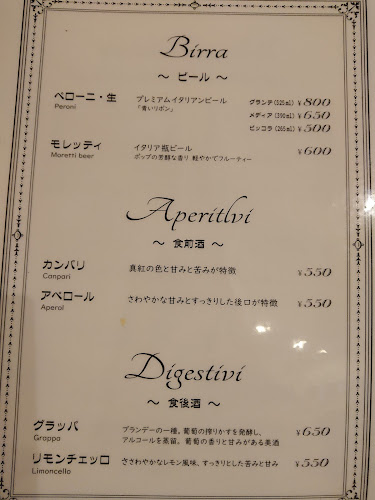 Birra
～ ビール ～
ペローニ・生 プレミアムイタリアンビール グランデ(525ml) ¥800
Peroni 「青いリボン」 メディア(390ml) ¥650
ピッコラ(265ml) ¥500
モレッティ イタリア瓶ビール ¥600
Moretti beer ポップの芳醇な香り 軽やかでフルーティー
Aperitlvi
～ 食前酒 ～
カンパリ 真紅の色と甘みと苦みが特徴 ¥550
Canpari
アペロール さわやかな甘みとすっきりした後口が特徴 ¥550
Aperol
Digestivi
～ 食後酒 ～
グラッパ ブランデーの一種。葡萄の搾りかすを発酵し、 ¥650
Grappa アルコールを蒸留。 葡萄の香りと甘みがある美酒
リモンチェッロ ささわやかなレモン風味、すっきりとした苦みと甘み ¥550
Limoncello